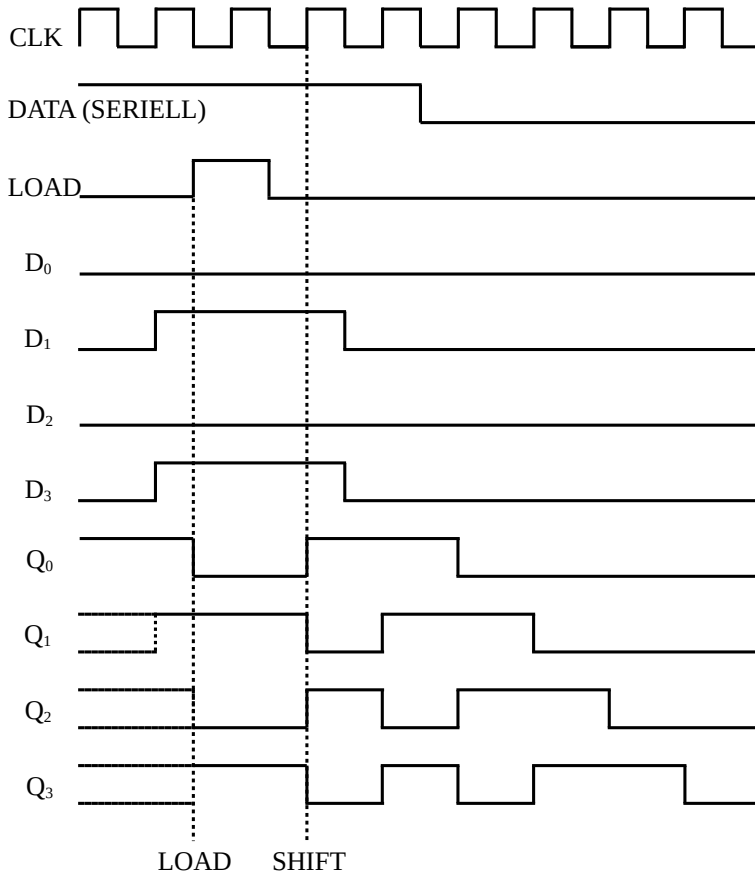 CLK
DATA (SERIELL)
LOAD
D₀
D₁
D₂
D₃
Q₀
Q₁
Q₂
Q₃
LOAD SHIFT